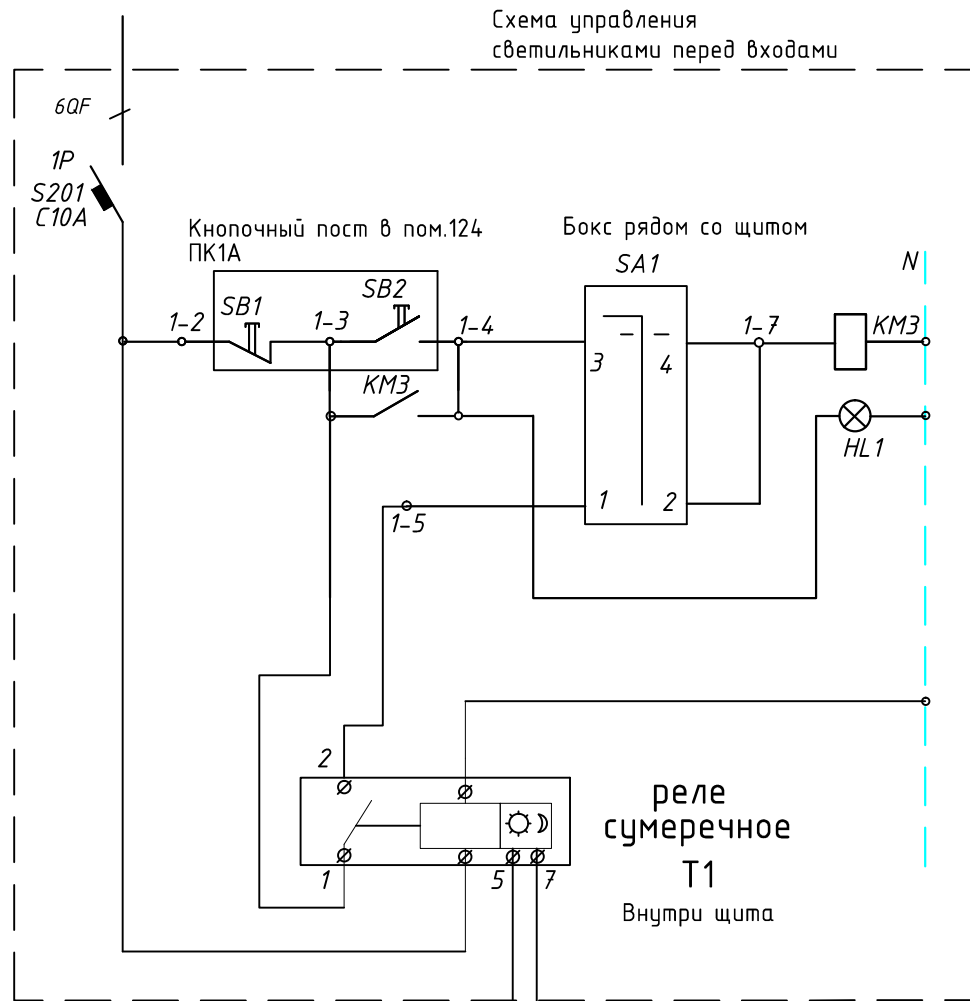 Схема управления
светильниками перед входами
6QF
1P
S201
C10A
Кнопочный пост в пом.124
ПК1А
Бокс рядом со щитом
SA1
N
SB1
SB2
1-2
1-3
1-4
1-7
KM3
3
4
KM3
HL1
1
2
1-5
2
реле
сумеречное
T1
1
5
7
Внутри щита